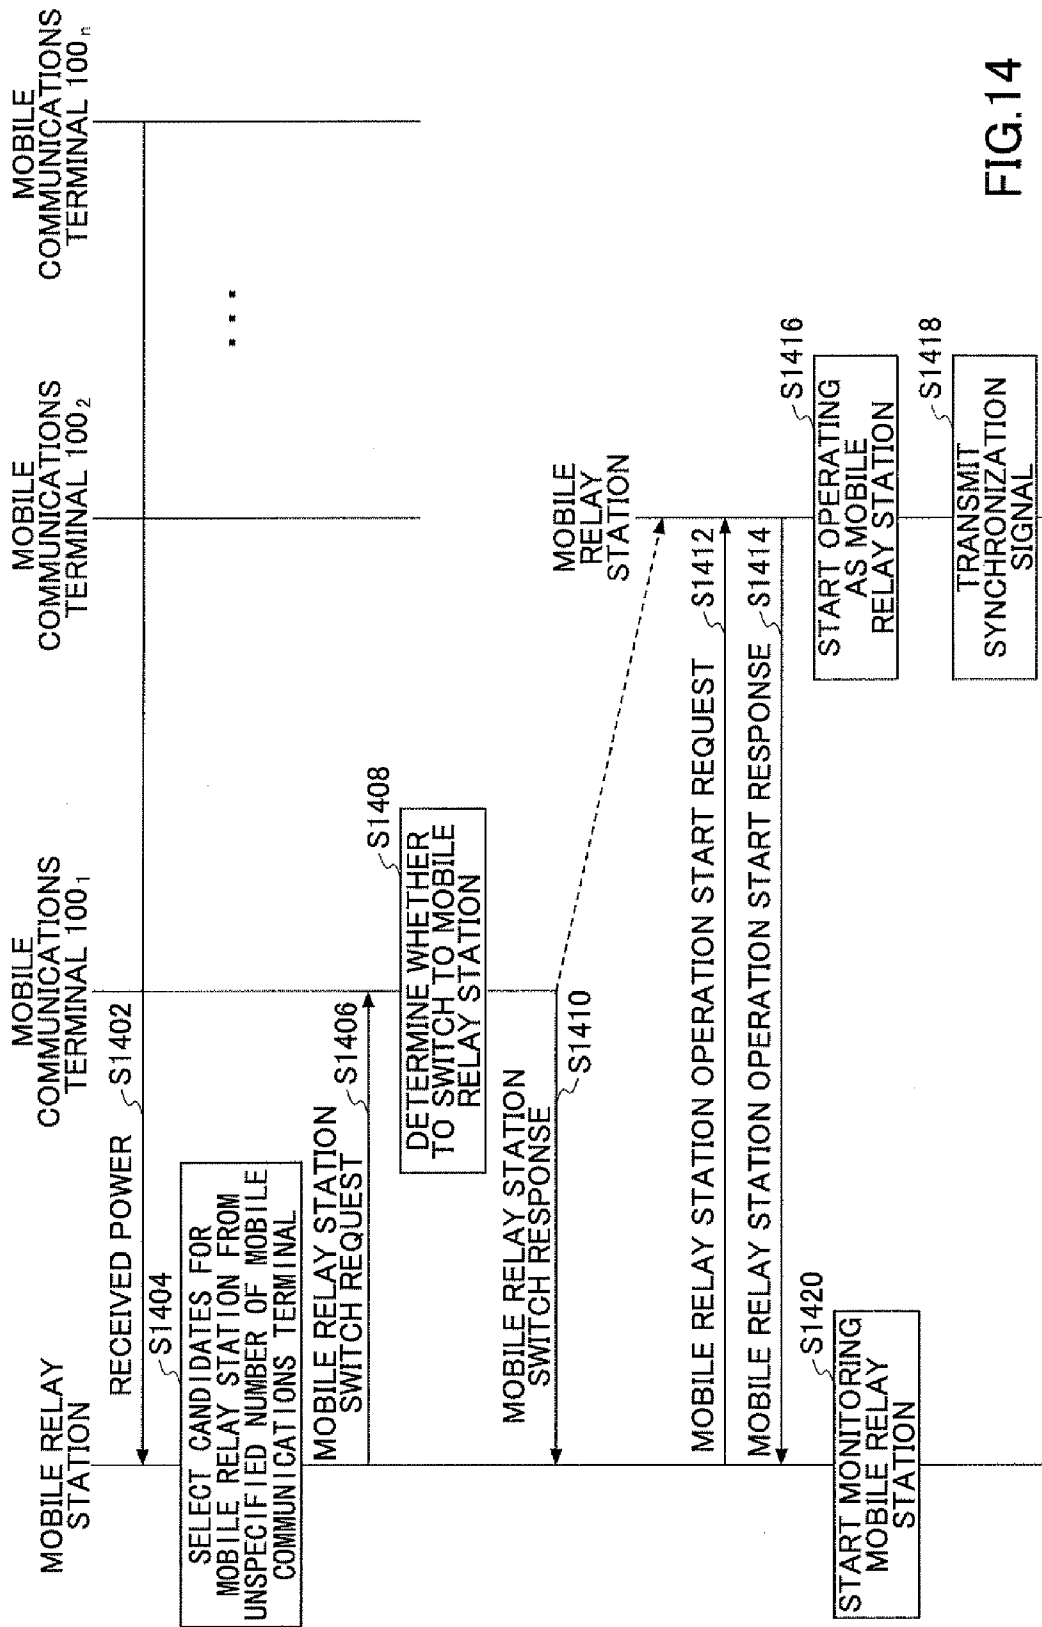 MOBILE RELAY
STATION
MOBILE
COMMUNICATIONS
TERMINAL 100₁
MOBILE
COMMUNICATIONS
TERMINAL 100₂
MOBILE
COMMUNICATIONS
TERMINAL 100ₙ
RECEIVED POWER
S1402
S1404
SELECT CANDIDATES FOR
MOBILE RELAY STATION FROM
UNSPECIFIED NUMBER OF MOBILE
COMMUNICATIONS TERMINAL
MOBILE RELAY STATION
SWITCH REQUEST
S1406
S1408
DETERMINE WHETHER
TO SWITCH TO MOBILE
RELAY STATION
MOBILE RELAY STATION
SWITCH RESPONSE
S1410
MOBILE
RELAY
STATION
MOBILE RELAY STATION OPERATION START REQUEST
S1412
MOBILE RELAY STATION OPERATION START RESPONSE
S1414
S1416
START OPERATING
AS MOBILE
RELAY STATION
S1418
TRANSMIT
SYNCHRONIZATION
SIGNAL
S1420
START MONITORING
MOBILE RELAY
STATION
FIG.14